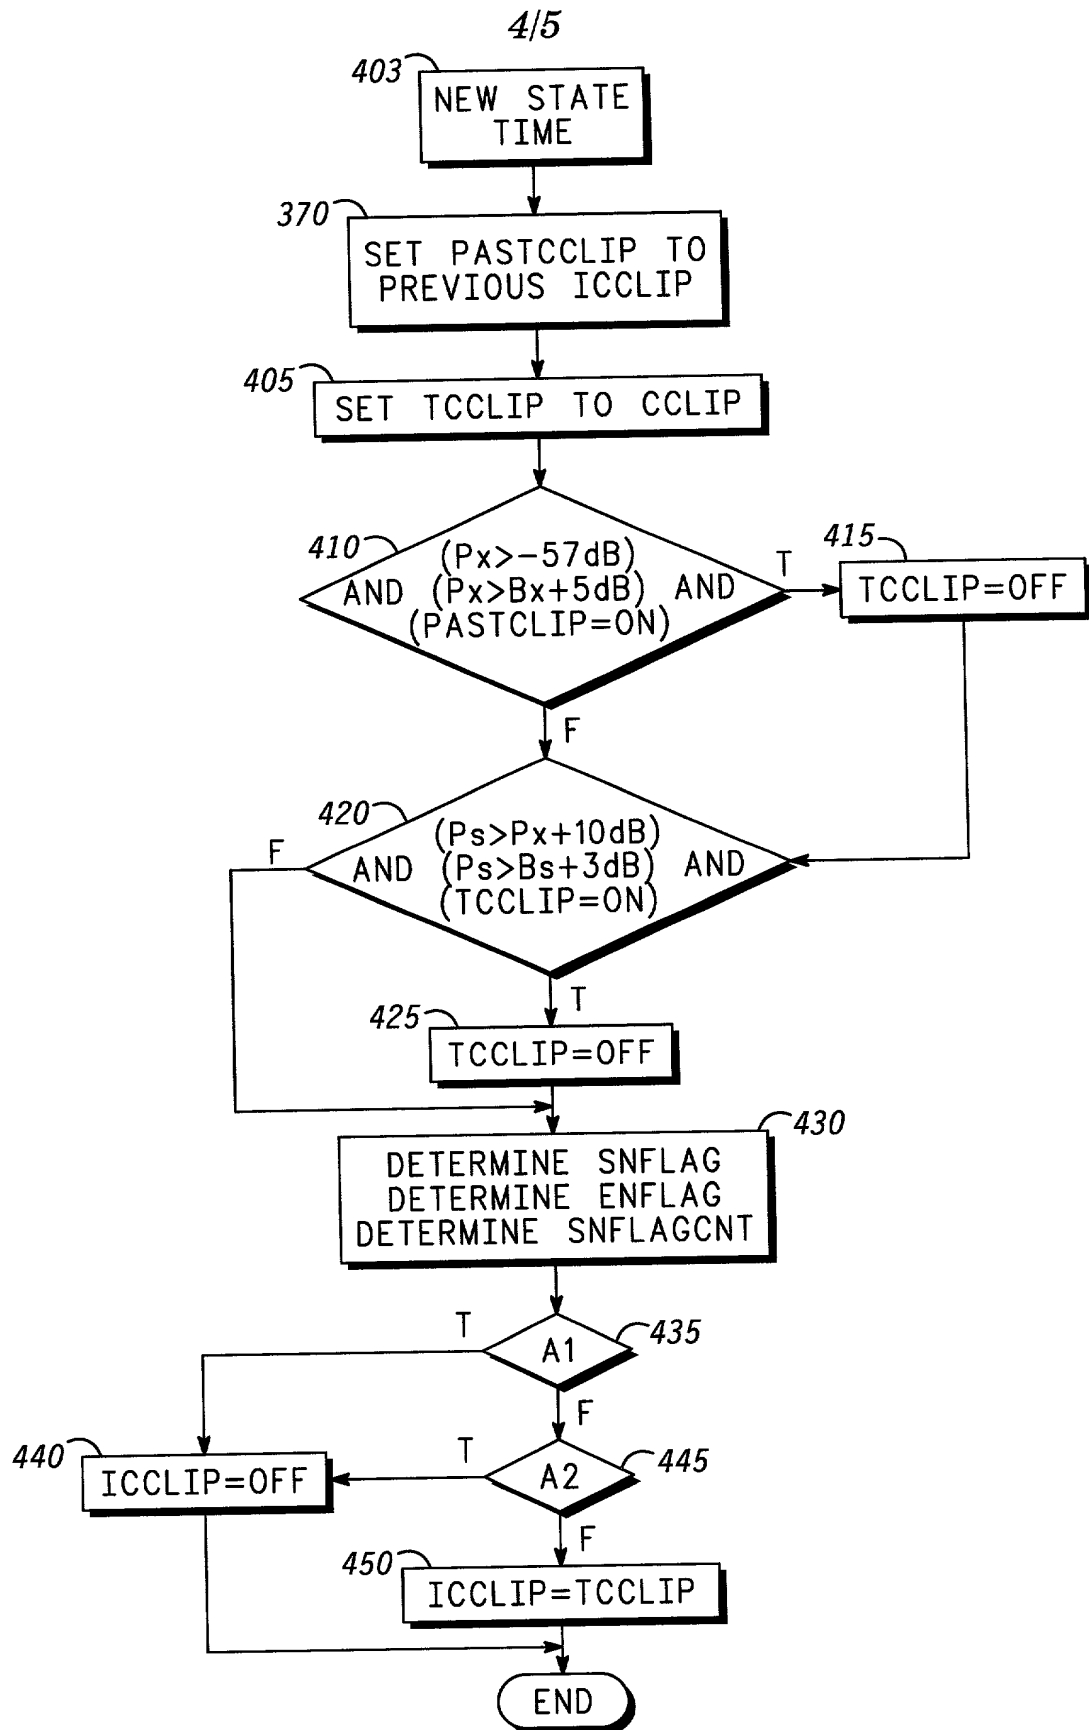 4/5
403
NEW STATE
TIME
370
SET PASTCCLIP TO
PREVIOUS ICCLIP
405
SET TCCLIP TO CCLIP
410
(Px>-57dB)
AND (Px>Bx+5dB) AND
(PASTCLIP=ON)
T
415
TCCLIP=OFF
F
420
(Ps>Px+10dB)
F
AND (Ps>Bs+3dB) AND
(TCCLIP=ON)
T
425
TCCLIP=OFF
430
DETERMINE SNFLAG
DETERMINE ENFLAG
DETERMINE SNFLAGCNT
T
A1
435
F
440
ICCLIP=OFF
T
A2
445
F
450
ICCLIP=TCCLIP
END